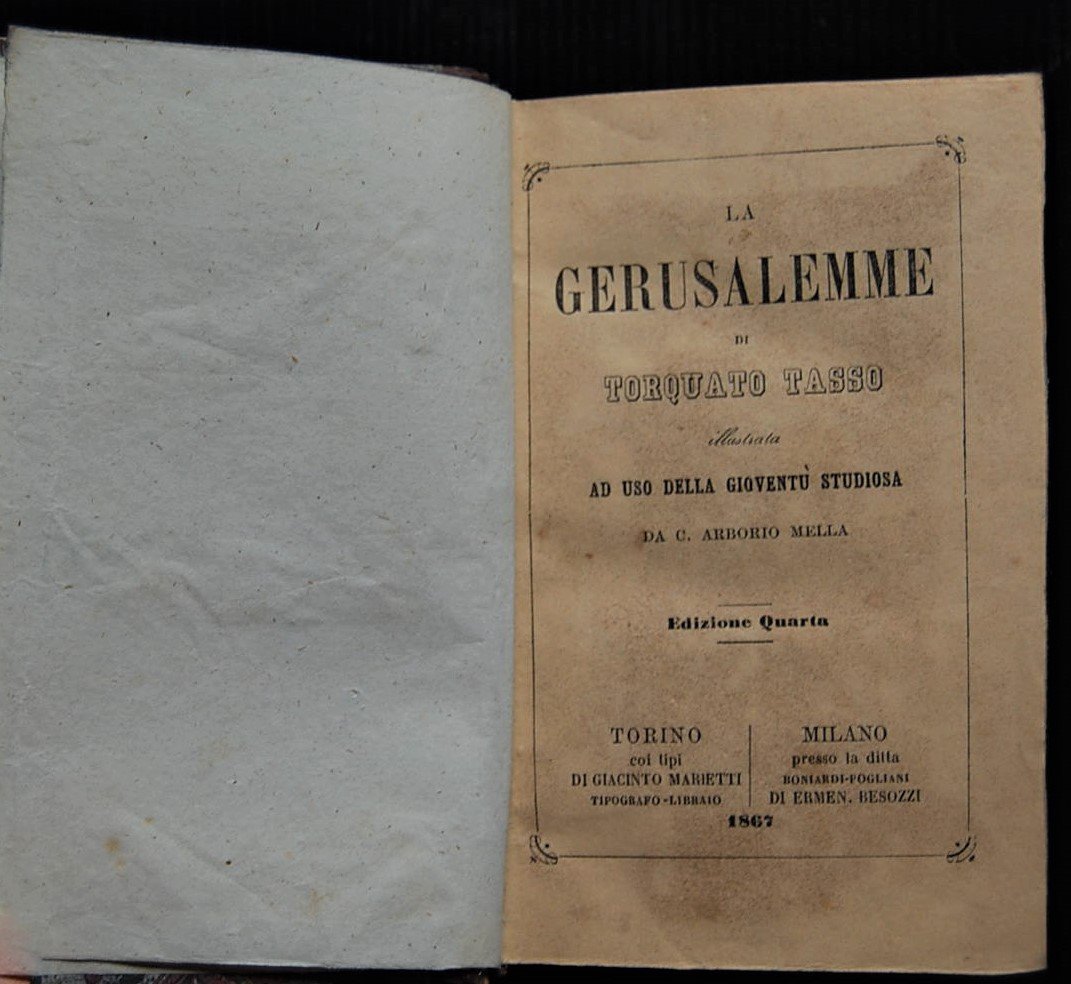 LA
GERUSALEMME
DI
TORQUATO TASSO
illustrata
AD USO DELLA GIOVENTÙ STUDIOSA
DA C. ARBORIO MELLA
Edizione Quarta
TORINO
coi tipi
DI GIACINTO MARIETTI
TIPOGRAFO-LIBRAIO
MILANO
presso la ditta
BONIARDI-POGLIANI
DI ERMEN. BESOZZI
1867